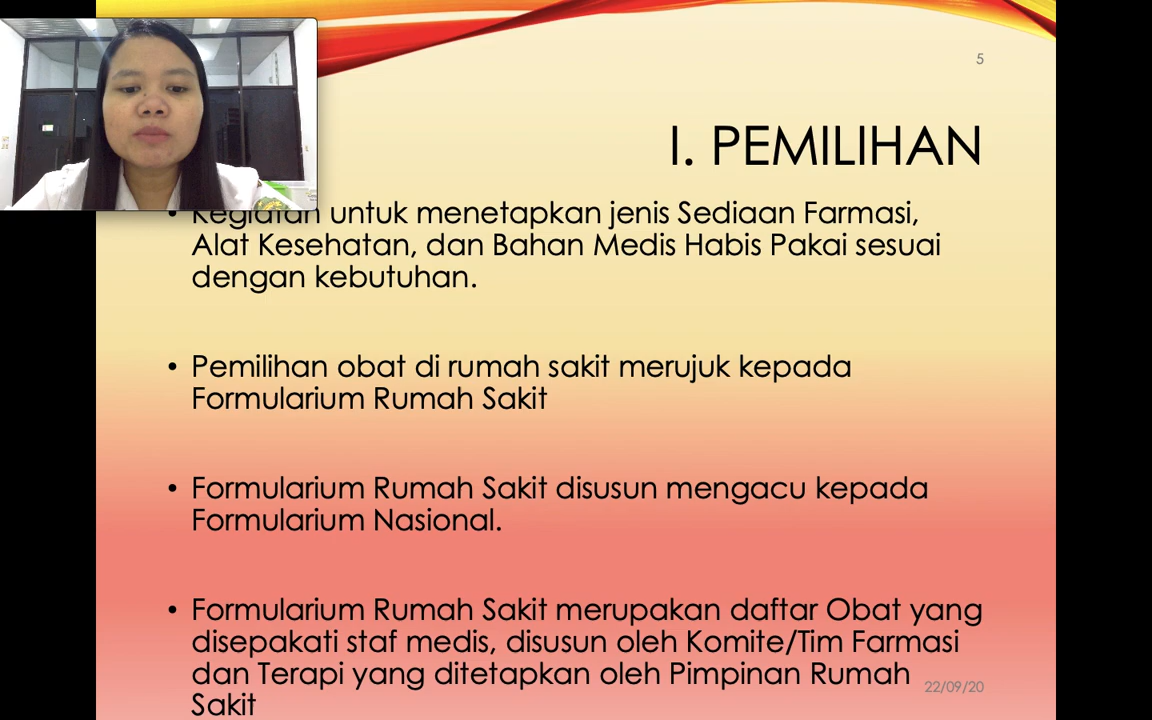 5
I. PEMILIHAN
• Kegiatan untuk menetapkan jenis Sediaan Farmasi,
Alat Kesehatan, dan Bahan Medis Habis Pakai sesuai
dengan kebutuhan.
• Pemilihan obat di rumah sakit merujuk kepada
Formularium Rumah Sakit
• Formularium Rumah Sakit disusun mengacu kepada
Formularium Nasional.
• Formularium Rumah Sakit merupakan daftar Obat yang
disepakati staf medis, disusun oleh Komite/Tim Farmasi
dan Terapi yang ditetapkan oleh Pimpinan Rumah
Sakit
22/09/20